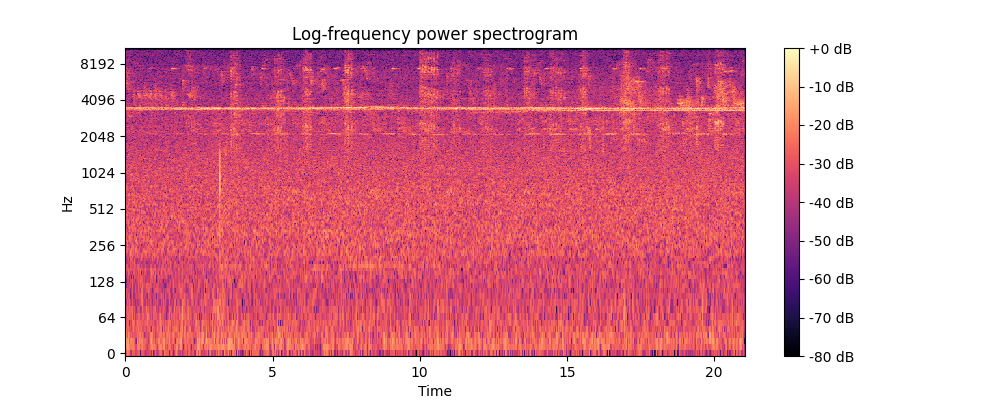 Log-frequency power spectrogram
8192
4096
2048
1024
512
256
128
64
0
Hz
0
5
10
15
20
Time
+0 dB
-10 dB
-20 dB
-30 dB
-40 dB
-50 dB
-60 dB
-70 dB
-80 dB